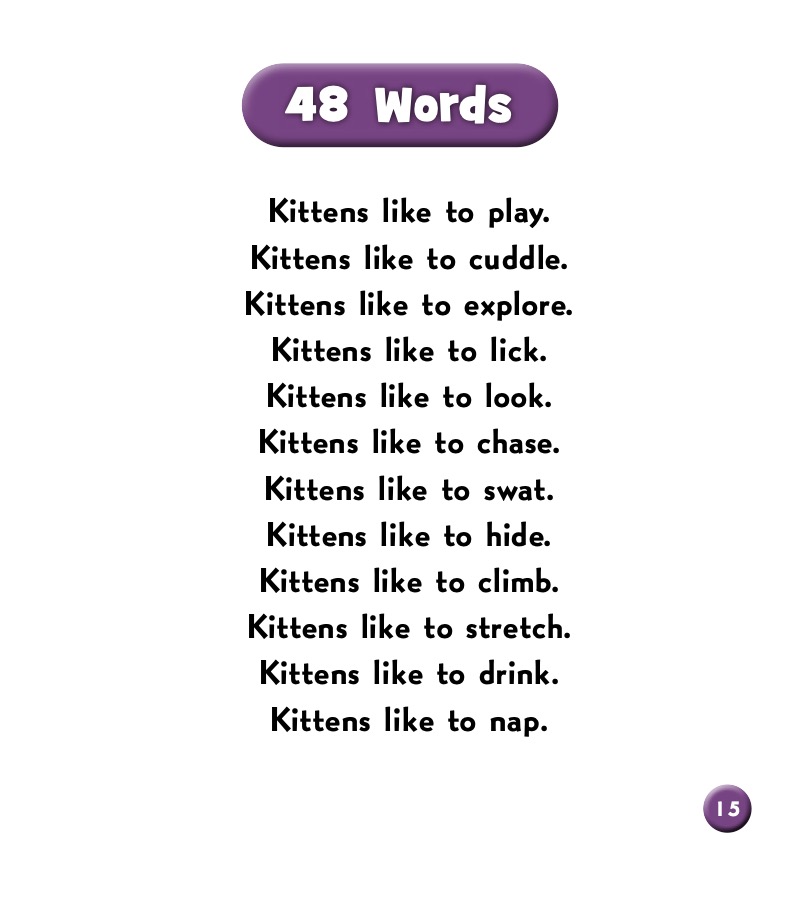 48 Words
Kittens like to play.
Kittens like to cuddle.
Kittens like to explore.
Kittens like to lick.
Kittens like to look.
Kittens like to chase.
Kittens like to swat.
Kittens like to hide.
Kittens like to climb.
Kittens like to stretch.
Kittens like to drink.
Kittens like to nap.
15